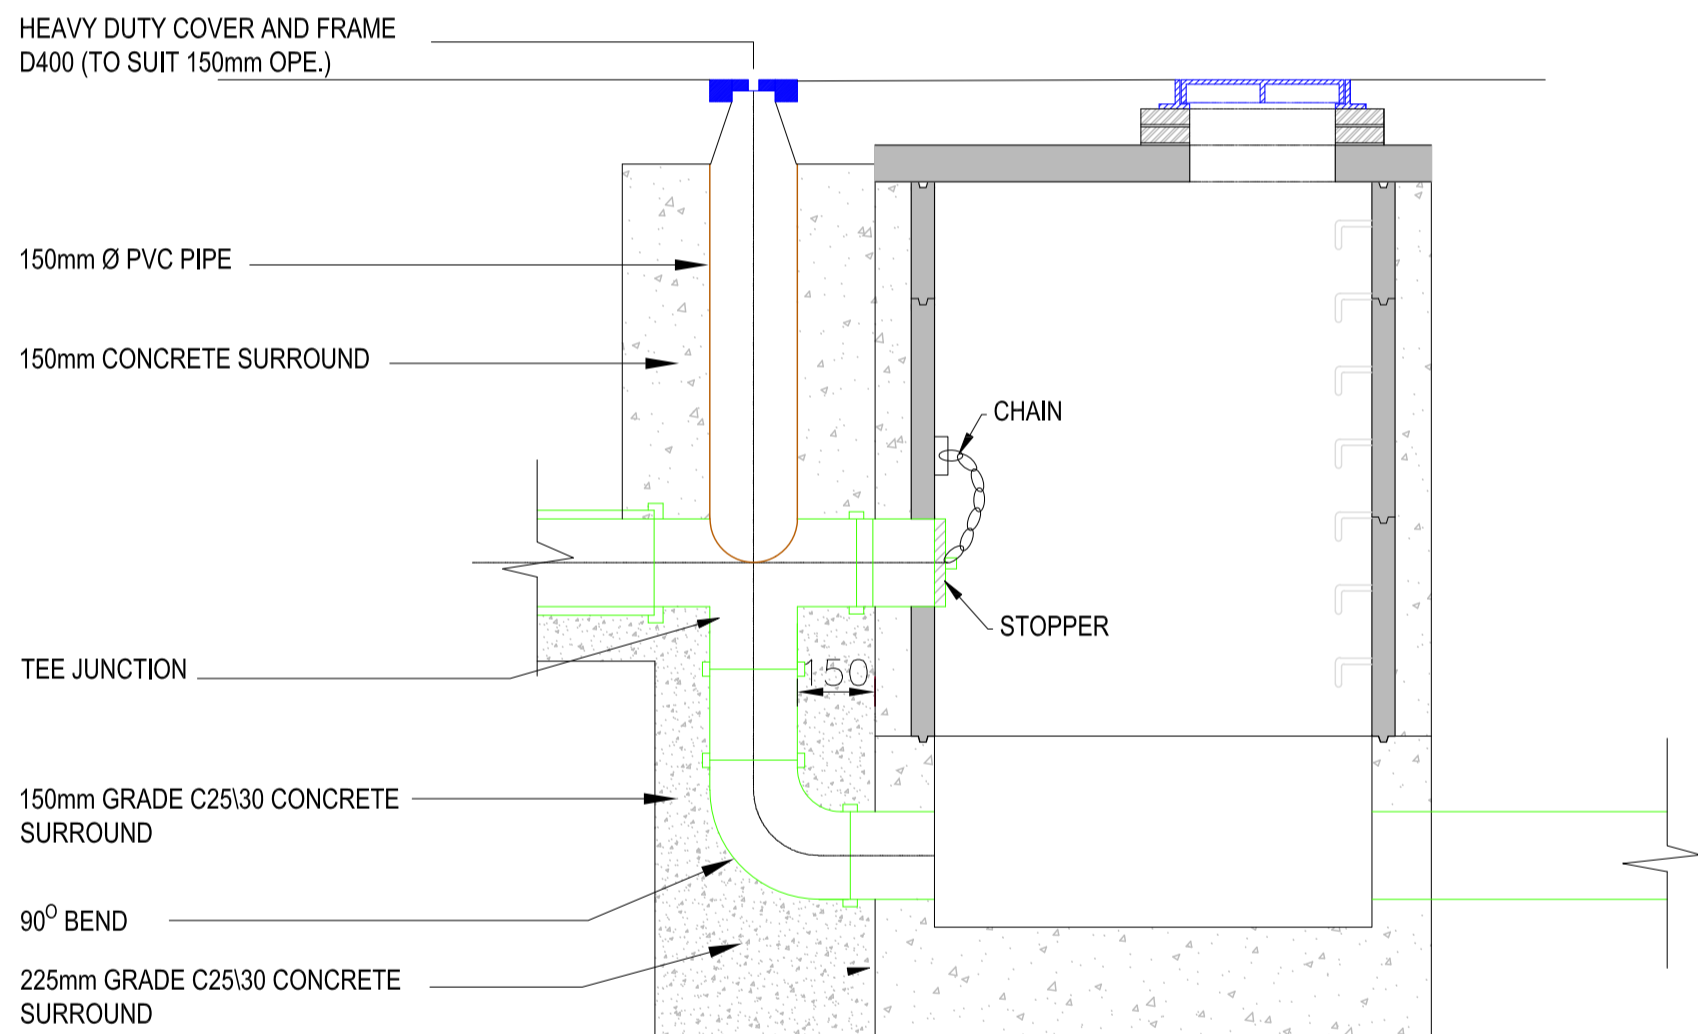 HEAVY DUTY COVER AND FRAME
D400 (TO SUIT 150mm OPE.)
150mm Ø PVC PIPE
150mm CONCRETE SURROUND
CHAIN
STOPPER
TEE JUNCTION
150
150mm GRADE C25\30 CONCRETE
SURROUND
90° BEND
225mm GRADE C25\30 CONCRETE
SURROUND